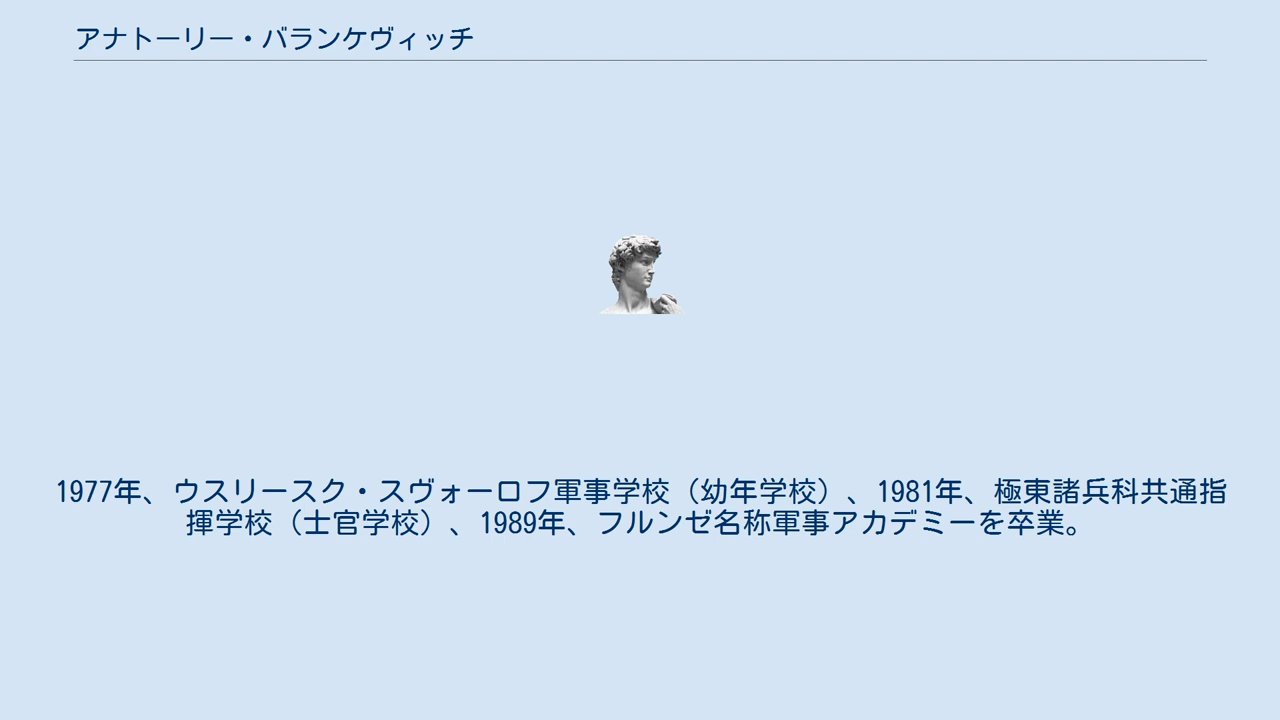 アナトーリー・バランケヴィッチ
1977年、ウスリースク・スヴォーロフ軍事学校（幼年学校）、1981年、極東諸兵科共通指
揮学校（士官学校）、1989年、フルンゼ名称軍事アカデミーを卒業。